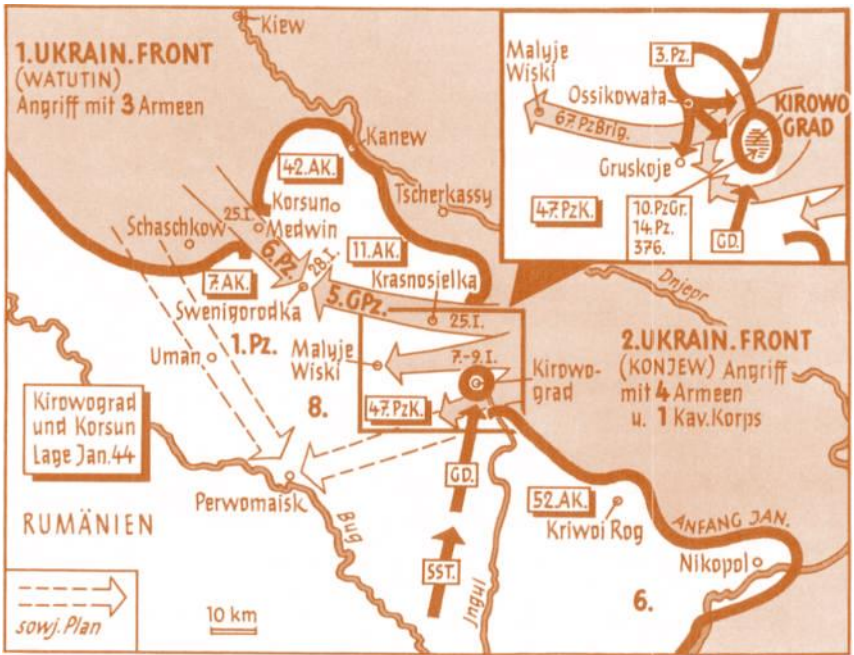 Kiew
1.UKRAIN.FRONT
(WATUTIN)
Angriff mit 3 Armeen
Kanew
42.AK.
Korsun
Tscherkassy
25.I.
Medwin
Schaschkow
6.Pz.
28.I.
11.AK.
7.AK.
Krasnosielka
Swenigorodka
5.GPz.
25.I.
Uman
1.Pz.
Malyje
Wiski
7.-9.I.
Kirowo-
grad
8.
47.PzK.
Kirowograd
und Korsun
Lage Jan.44
Perwomaisk
GD.
RUMÄNIEN
Bug
SST.
Jngul
sowj. Plan
10 km
3.Pz.
Malyje
Wiski
Ossikowata
KIROWO
GRAD
67.PzBrig.
Gruskoje
47.PzK.
10.PzGr.
14.Pz.
376.
GD.
Dnjepr
2.UKRAIN.FRONT
(KONJEW) Angriff
mit 4 Armeen
u. 1 Kav.Korps
52.AK.
Kriwoi Rog
ANFANG JAN.
Nikopol
6.